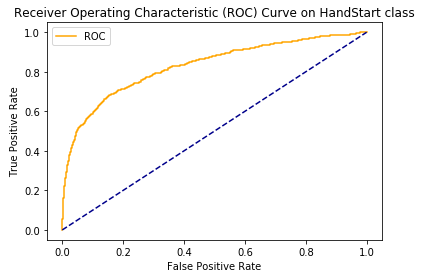 Receiver Operating Characteristic (ROC) Curve on HandStart class
ROC
True Positive Rate
1.0
0.8
0.6
0.4
0.2
0.0
0.0 0.2 0.4 0.6 0.8 1.0
False Positive Rate